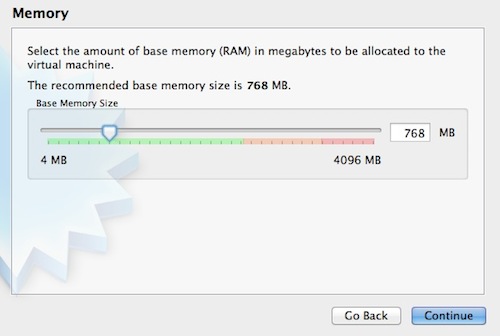 Memory
Select the amount of base memory (RAM) in megabytes to be allocated to the
virtual machine.
The recommended base memory size is 768 MB.
Base Memory Size
768 MB
4 MB 4096 MB
Go Back Continue